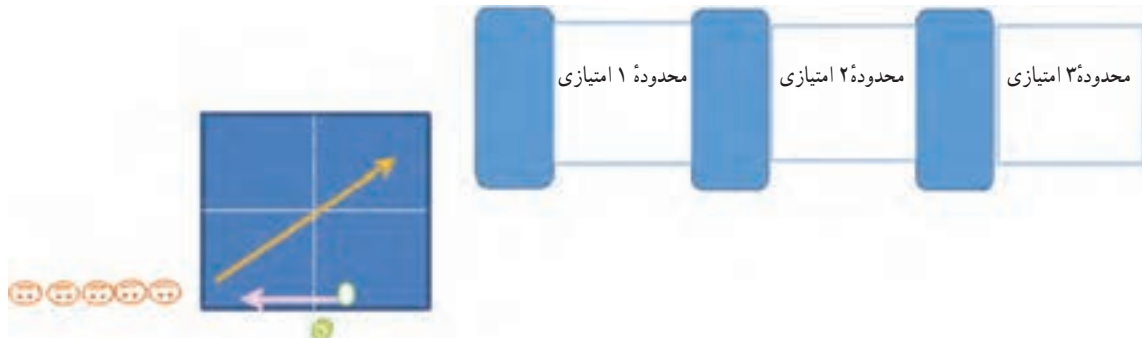 محدودهٔ ۳ امتیازی
محدودهٔ ۲ امتیازی
محدودهٔ ۱ امتیازی